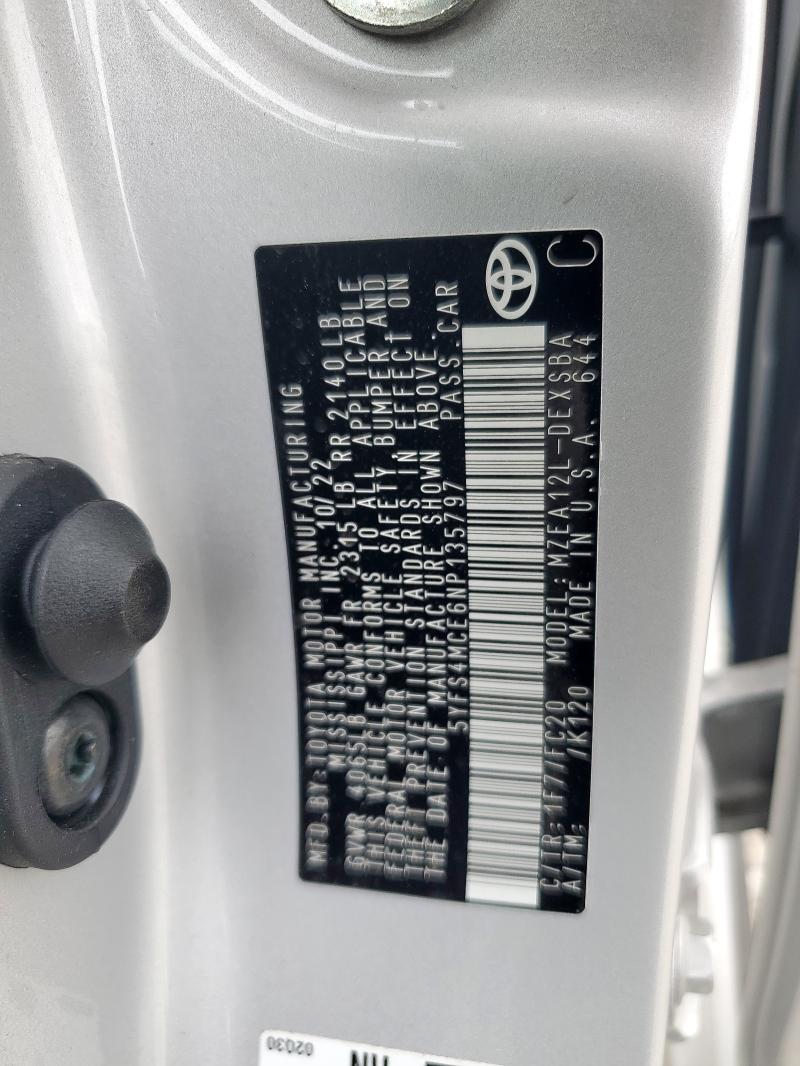 MFD. BY: TOYOTA MOTOR MANUFACTURING
MISSISSIPPI INC. 10/22
GVWR 4065LB GAWR FR 2315 LB RR 2140LB
THIS VEHICLE CONFORMS TO ALL APPLICABLE
FEDERAL MOTOR VEHICLE SAFETY, BUMPER, AND
THEFT PREVENTION STANDARDS IN EFFECT ON
THE DATE OF MANUFACTURE SHOWN ABOVE.
5YFS4MCE6NP135797 PASS. CAR
C/TR: 1F7/FC20 MODEL: MZEA12L-DEXSBA
A/TM: /K120 MADE IN U.S.A. 644
C
02030